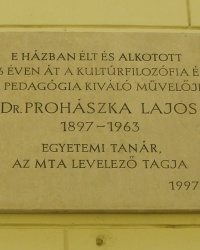 E HÁZBAN ÉLT ÉS ALKOTOTT
ÉVEN ÁT A KULTÚRFILOZÓFIA É
PEDAGÓGIA KIVÁLÓ MŰVELŐJE
DR. PROHÁSZKA LAJOS
1897-1963
EGYETEMI TANÁR,
AZ MTA LEVELEZŐ TAGJA
1997